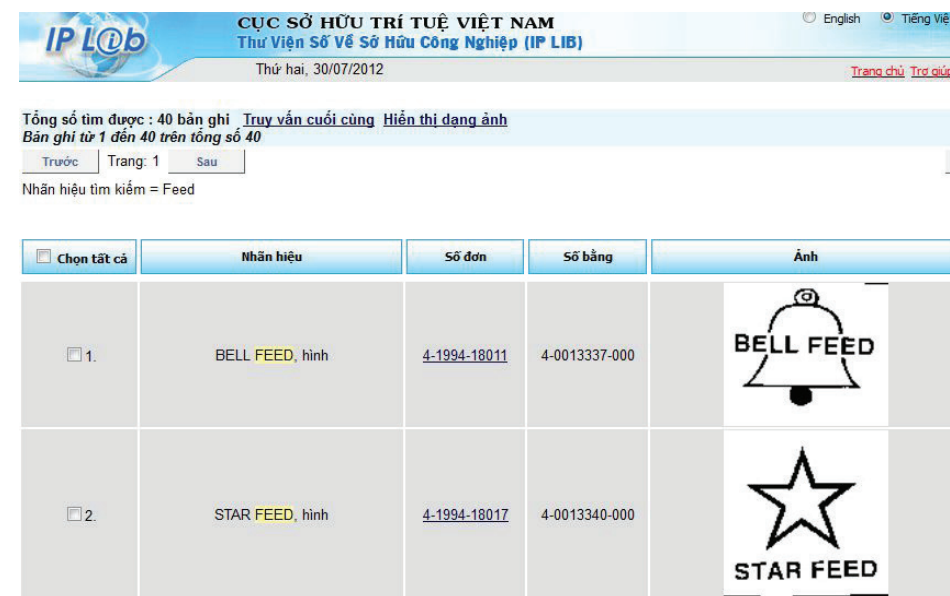 IP L@b
CỤC SỞ HỮU TRÍ TUỆ VIỆT NAM
Thư Viện Số Về Sở Hữu Công Nghiệp (IP LIB)
English Tiếng Việ
Thứ hai, 30/07/2012
Trang chủ Trợ giúp
Tổng số tìm được : 40 bản ghi Truy vấn cuối cùng Hiển thị dạng ảnh
Bản ghi từ 1 đến 40 trên tổng số 40
Trước Trang: 1 Sau
Nhãn hiệu tìm kiếm = Feed
Chọn tất cả Nhãn hiệu Số đơn Số bằng Ảnh
1. BELL FEED, hình 4-1994-18011 4-0013337-000 BELL FEED
2. STAR FEED, hình 4-1994-18017 4-0013340-000 STAR FEED